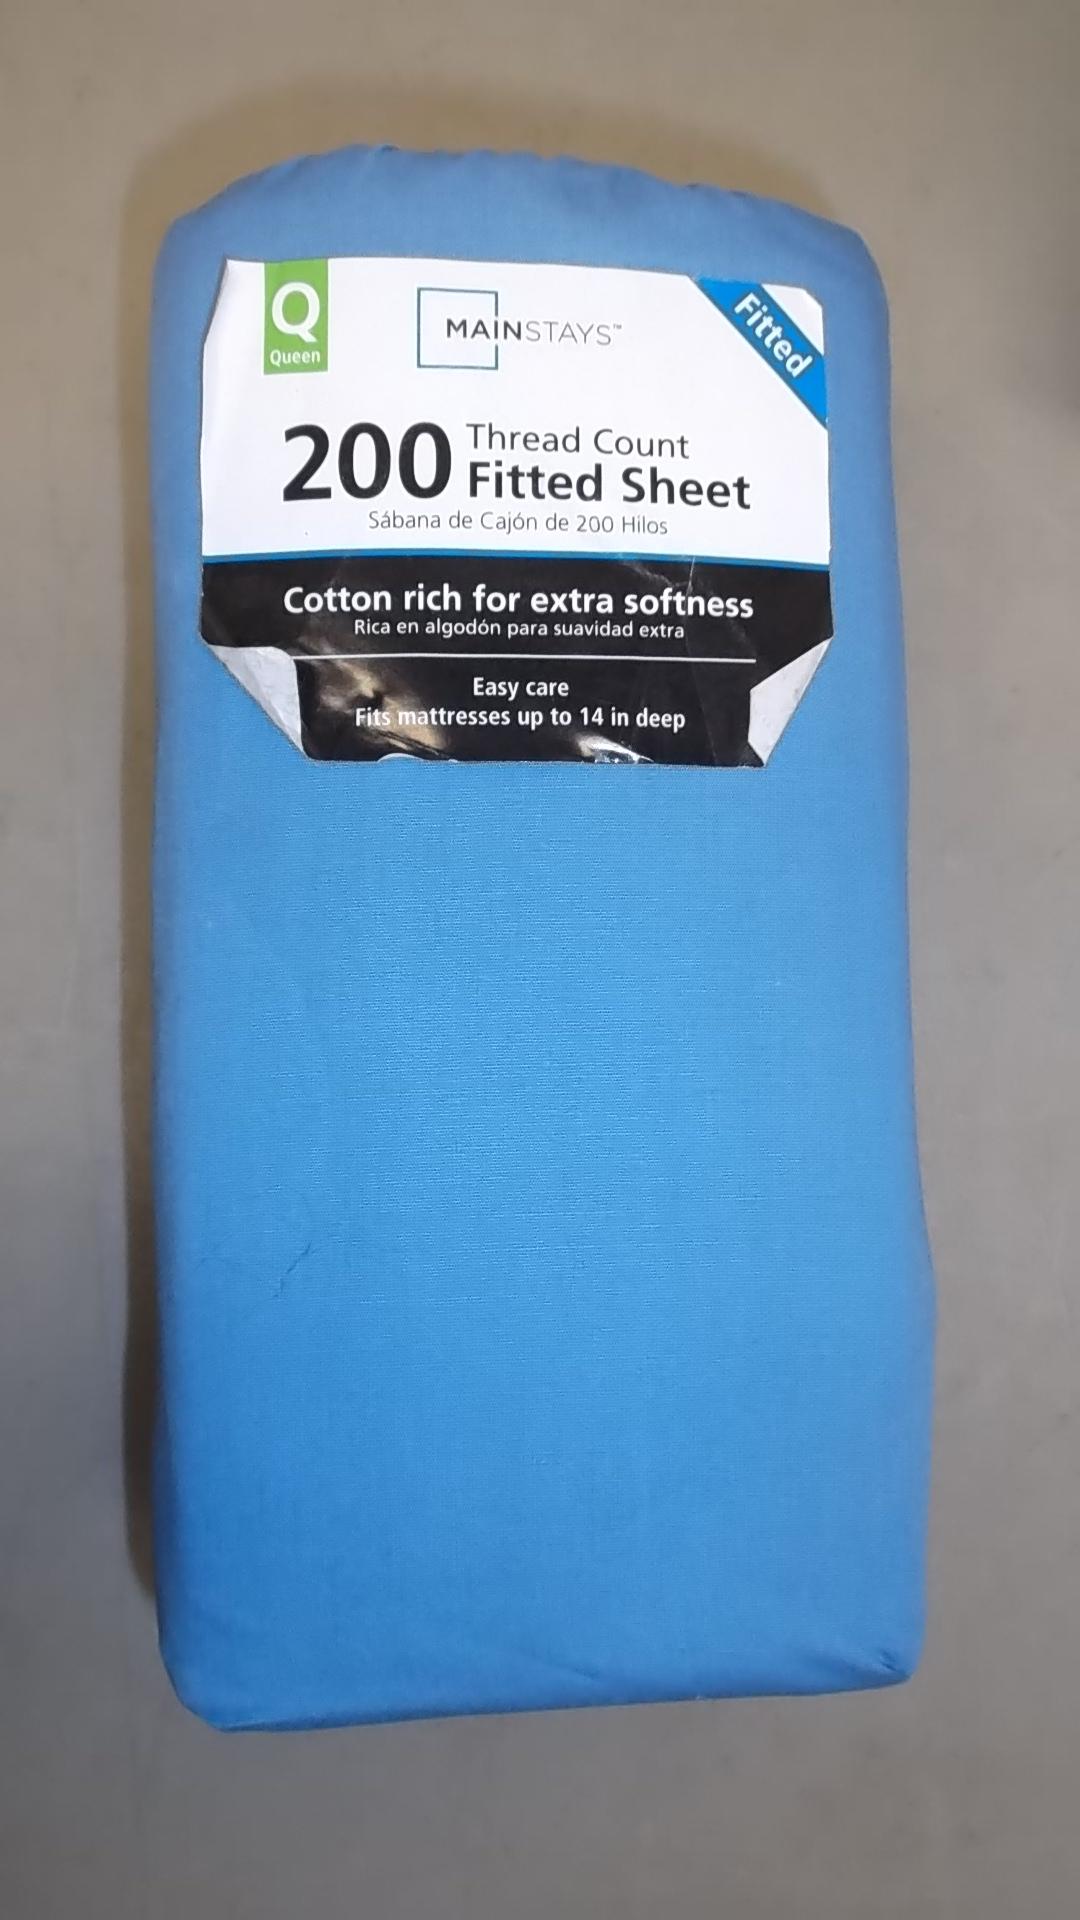 Q
Queen
MAINSTAYS™
Fitted
200 Thread Count
Fitted Sheet
Sábana de Cajón de 200 Hilos
Cotton rich for extra softness
Rica en algodón para suavidad extra
Easy care
Fits mattresses up to 14 in deep